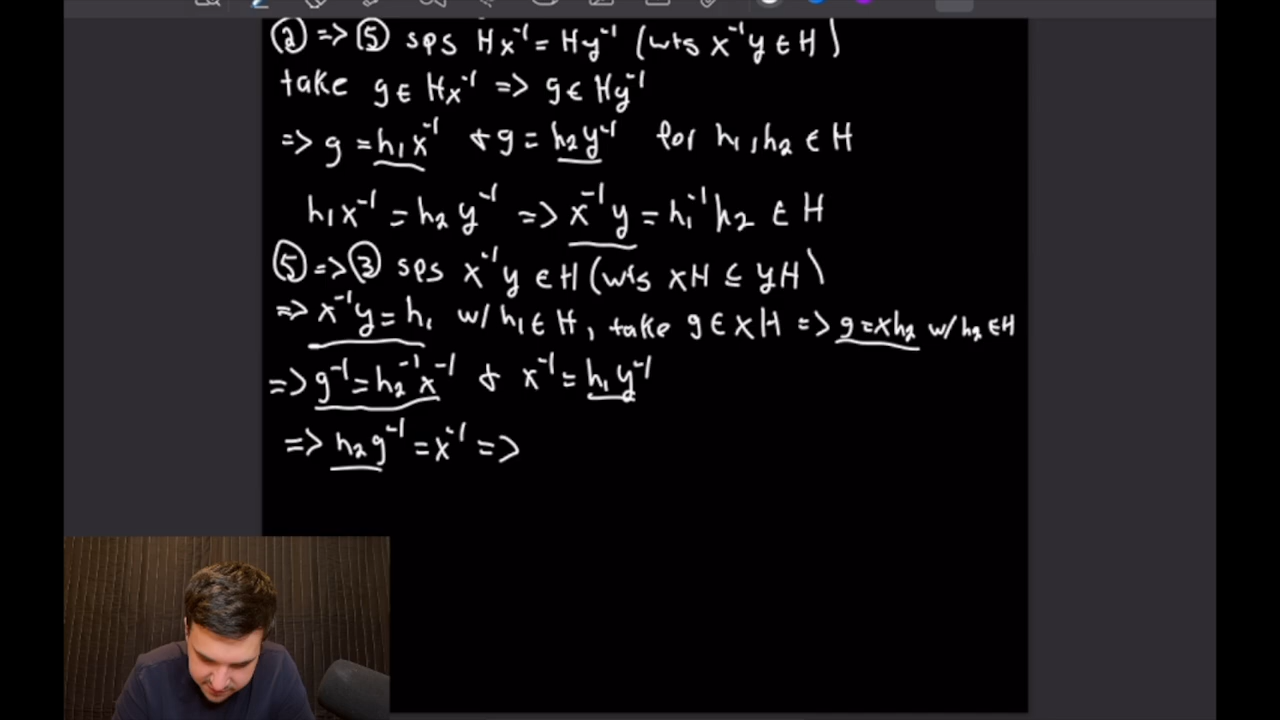 ② => ⑤ sps Hx⁻¹ = Hy⁻¹ (wts x⁻¹y ∈ H)
take g ∈ Hx⁻¹ => g ∈ Hy⁻¹
=> g = h₁x⁻¹ & g = h₂y⁻¹ for h₁, h₂ ∈ H
h₁x⁻¹ = h₂y⁻¹ => x⁻¹y = h₁⁻¹h₂ ∈ H
⑤ => ③ sps x⁻¹y ∈ H (wts xH ⊆ yH)
=> x⁻¹y = h₁ w/ h₁ ∈ H, take g ∈ xH => g = xh₂ w/ h₂ ∈ H
=> g⁻¹ = h₂⁻¹x⁻¹ & x⁻¹ = h₁y⁻¹
=> h₂g⁻¹ = x⁻¹ =>